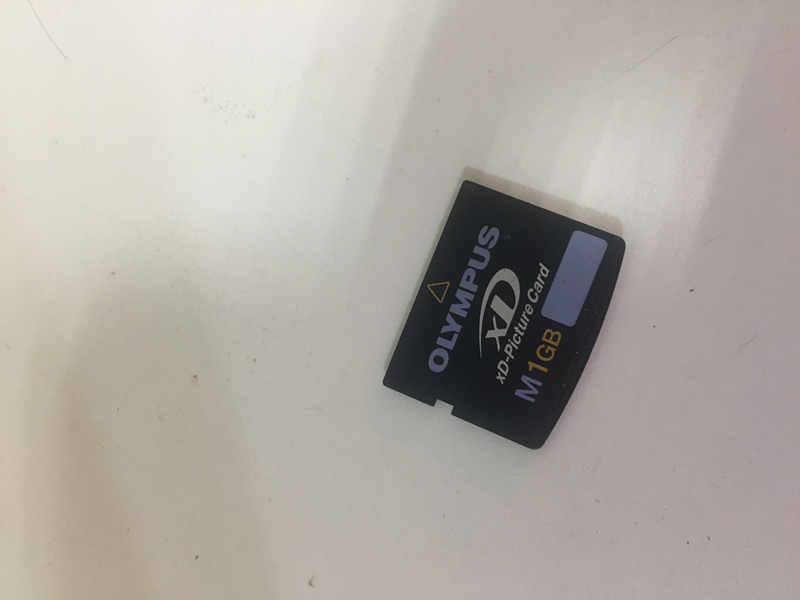 OLYMPUS
xD
xD-Picture Card
M 1GB